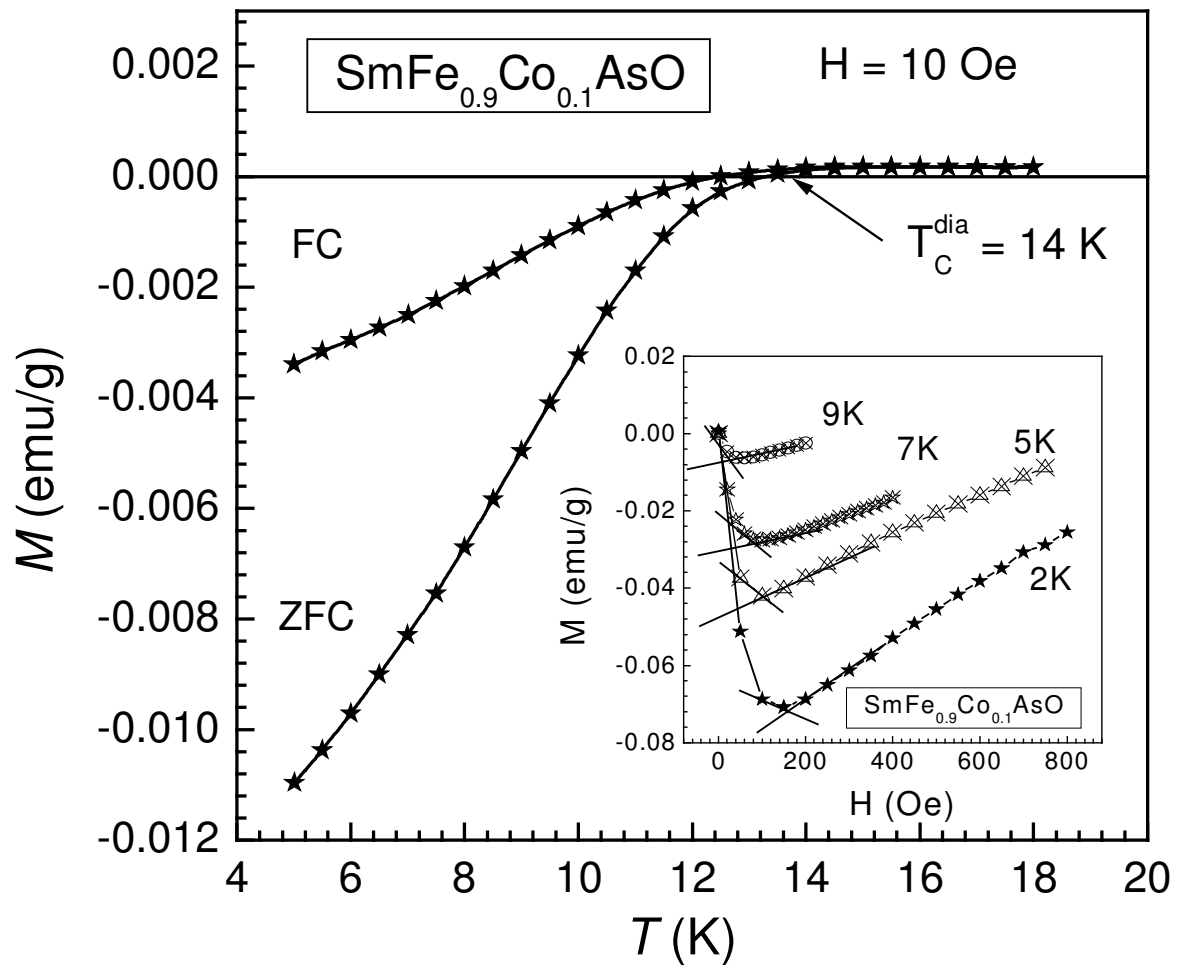 SmFe0.9Co0.1AsO
H = 10 Oe
0.002
0.000
-0.002
-0.004
-0.006
-0.008
-0.010
-0.012
M (emu/g)
FC
ZFC
TCdia = 14 K
4 6 8 10 12 14 16 18 20
T (K)
0.02
0.00
-0.02
-0.04
-0.06
-0.08
M (emu/g)
9K
7K
5K
2K
SmFe0.9Co0.1AsO
0 200 400 600 800
H (Oe)